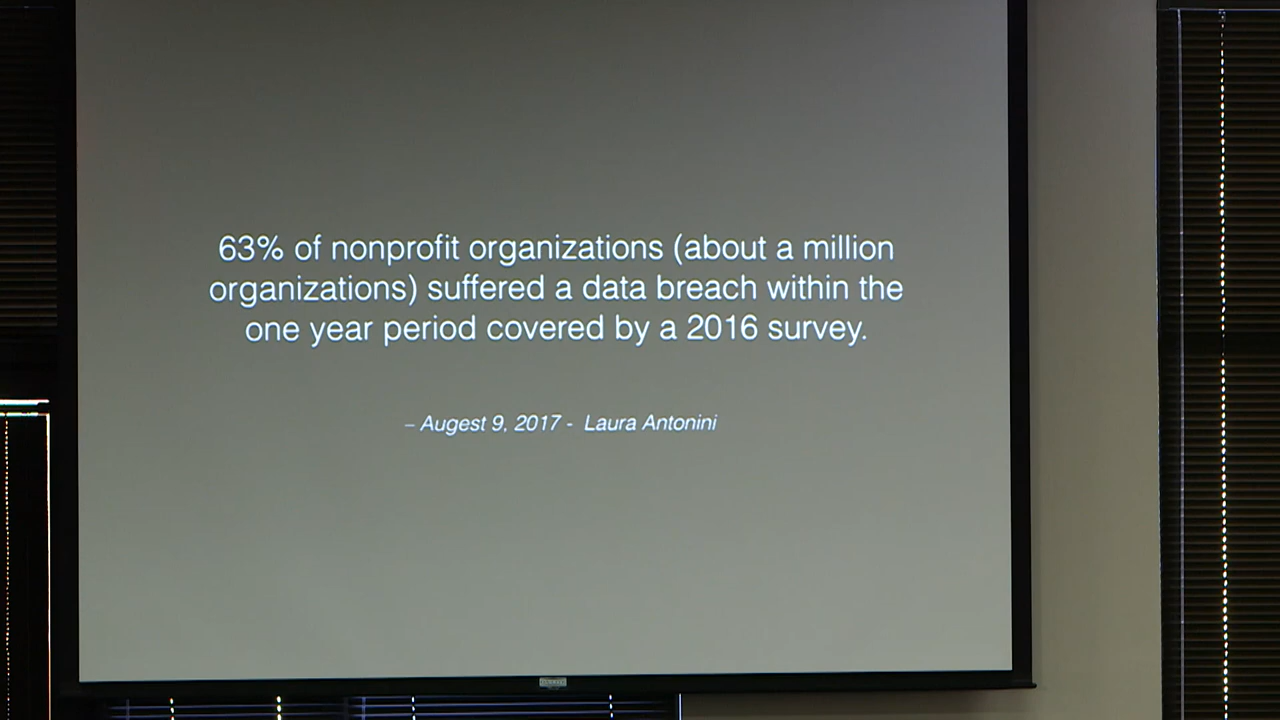 63% of nonprofit organizations (about a million
organizations) suffered a data breach within the
one year period covered by a 2016 survey.
– Augest 9, 2017 - Laura Antonini